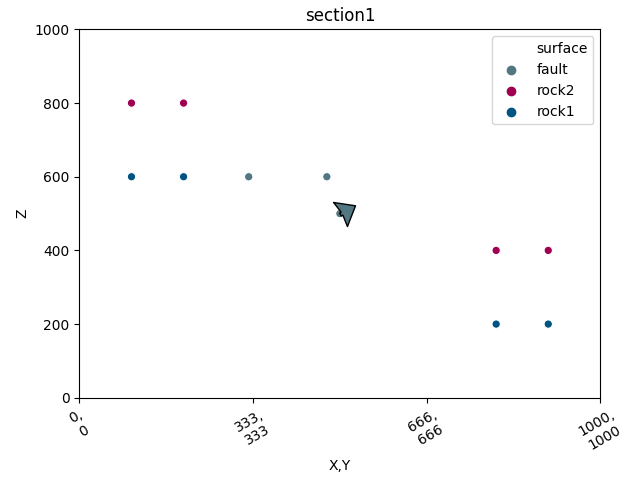 section1
1000
800
600
400
200
0
Z
surface
fault
rock2
rock1
0,
0
333,
333
666,
666
1000,
1000
X,Y